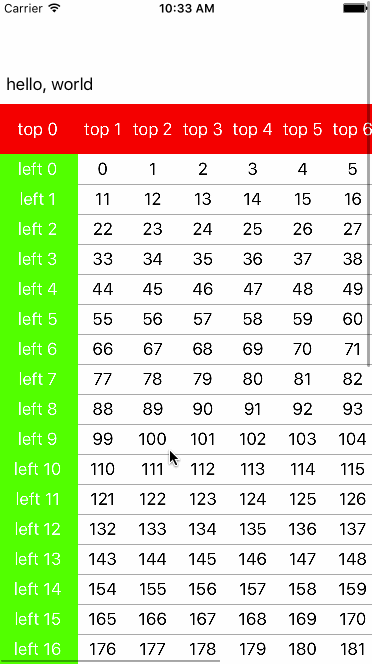 Carrier 10:33 AM
hello, world
top 0 top 1 top 2 top 3 top 4 top 5 top 6
left 0 0 1 2 3 4 5
left 1 11 12 13 14 15 16
left 2 22 23 24 25 26 27
left 3 33 34 35 36 37 38
left 4 44 45 46 47 48 49
left 5 55 56 57 58 59 60
left 6 66 67 68 69 70 71
left 7 77 78 79 80 81 82
left 8 88 89 90 91 92 93
left 9 99 100 101 102 103 104
left 10 110 111 112 113 114 115
left 11 121 122 123 124 125 126
left 12 132 133 134 135 136 137
left 13 143 144 145 146 147 148
left 14 154 155 156 157 158 159
left 15 165 166 167 168 169 170
left 16 176 177 178 179 180 181